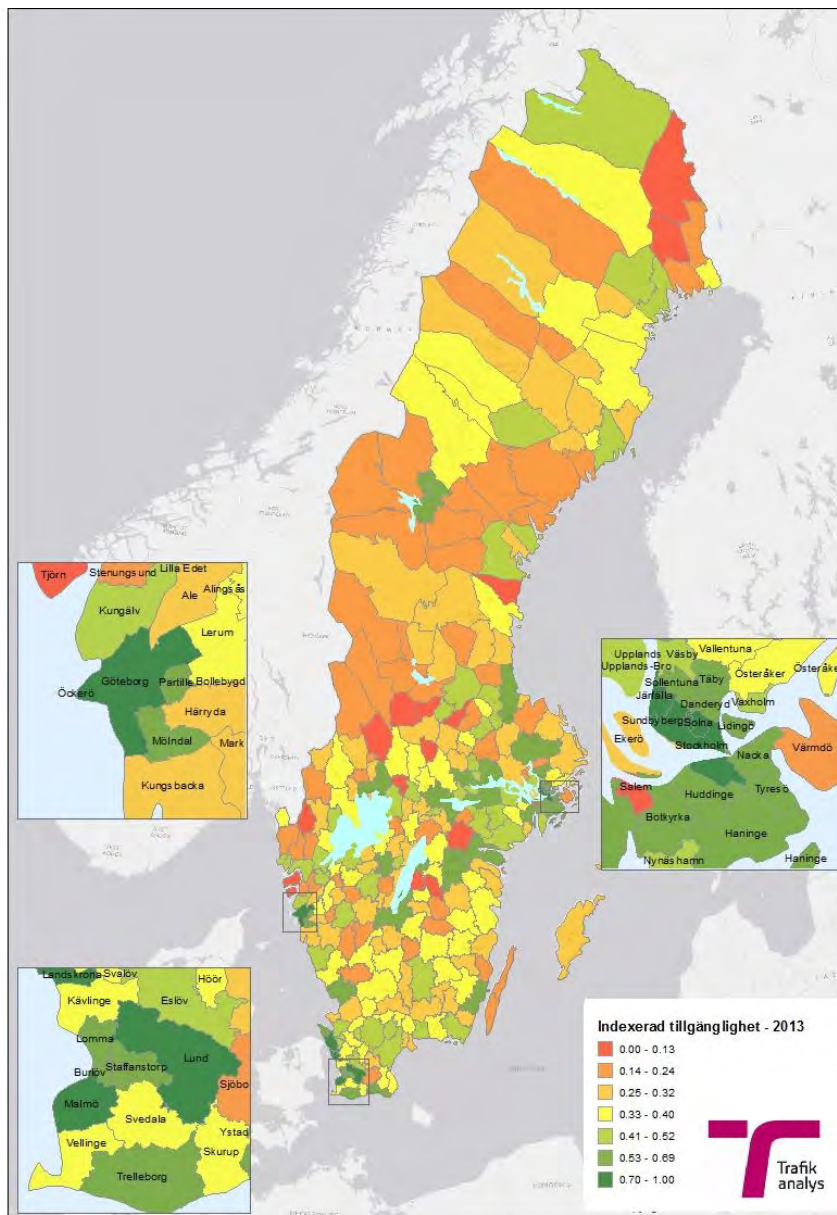 Tjörn
Stenungsund
Lilla Edet
Ale
Alingsås
Kungälv
Lerum
Göteborg
Partille
Bollebygd
Öckerö
Härryda
Mölndal
Mark
Kungsbacka
Upplands Väsby
Vallentuna
Upplands-Bro
Österåker
Österåker
Sollentuna
Täby
Järfälla
Danderyd
Vaxholm
Sundbyberg
Solna
Lidingö
Ekerö
Stockholm
Nacka
Värmdö
Salem
Huddinge
Tyresö
Botkyrka
Haninge
Nynäshamn
Haninge
Landskrona
Svalöv
Höör
Kävlinge
Eslöv
Lomma
Lund
Burlöv
Staffanstorp
Sjöbo
Malmö
Svedala
Ystad
Vellinge
Skurup
Trelleborg
Indexerad tillgänglighet - 2013
0.00 - 0.13
0.14 - 0.24
0.25 - 0.32
0.33 - 0.40
0.41 - 0.52
0.53 - 0.69
0.70 - 1.00
Trafik
analys